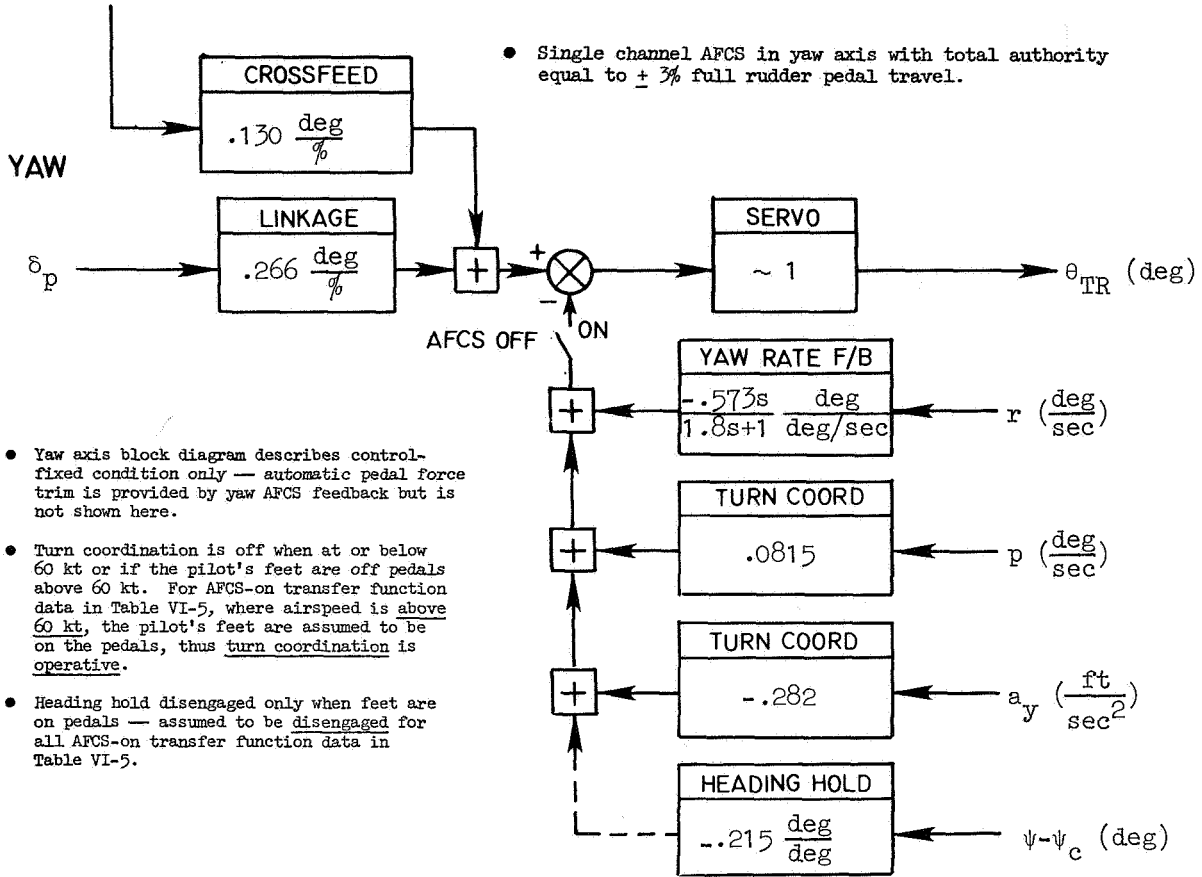 ● Single channel AFCS in yaw axis with total authority
equal to ± 3% full rudder pedal travel.
CROSSFEED
.130 deg/%
YAW
LINKAGE
δp
.266 deg/%
+
+
−
SERVO
~ 1
θTR (deg)
AFCS OFF
ON
YAW RATE F/B
+
-.573s/1.8s+1 deg/deg/sec
r (deg/sec)
● Yaw axis block diagram describes control-
fixed condition only — automatic pedal force
trim is provided by yaw AFCS feedback but is
not shown here.
TURN COORD
+
.0815
p (deg/sec)
● Turn coordination is off when at or below
60 kt or if the pilot's feet are off pedals
above 60 kt. For AFCS-on transfer function
data in Table VI-5, where airspeed is above
60 kt, the pilot's feet are assumed to be
on the pedals, thus turn coordination is
operative.
TURN COORD
+
-.282
ay (ft/sec²)
● Heading hold disengaged only when feet are
on pedals — assumed to be disengaged for
all AFCS-on transfer function data in
Table VI-5.
HEADING HOLD
-.215 deg/deg
ψ-ψc (deg)